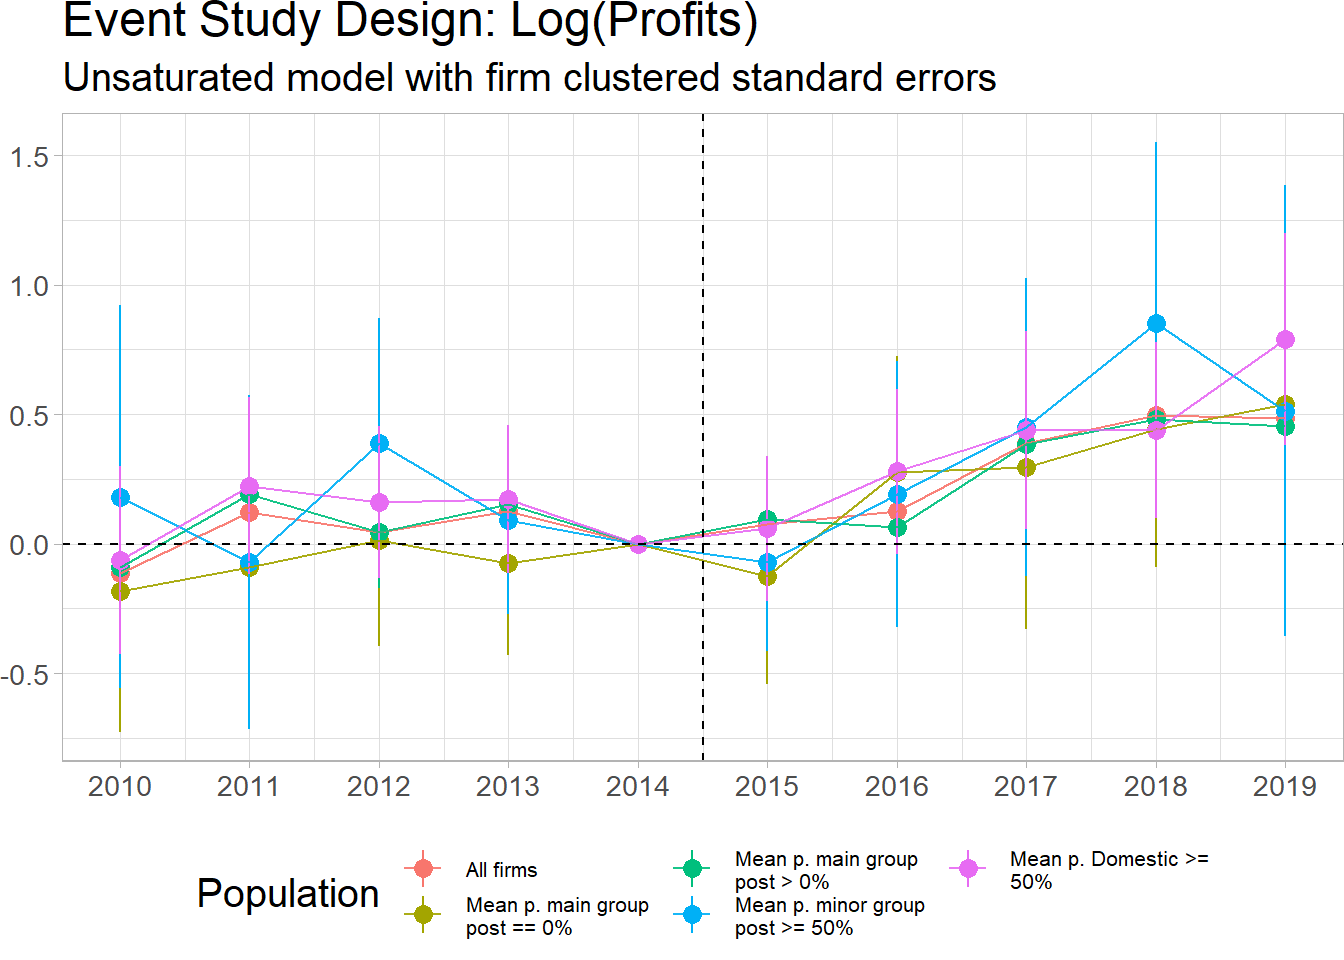 Event Study Design: Log(Profits)
Unsaturated model with firm clustered standard errors
1.5
1.0
0.5
0.0
-0.5
2010 2011 2012 2013 2014 2015 2016 2017 2018 2019
Population
All firms
Mean p. main group
post == 0%
Mean p. main group
post > 0%
Mean p. minor group
post >= 50%
Mean p. Domestic >=
50%